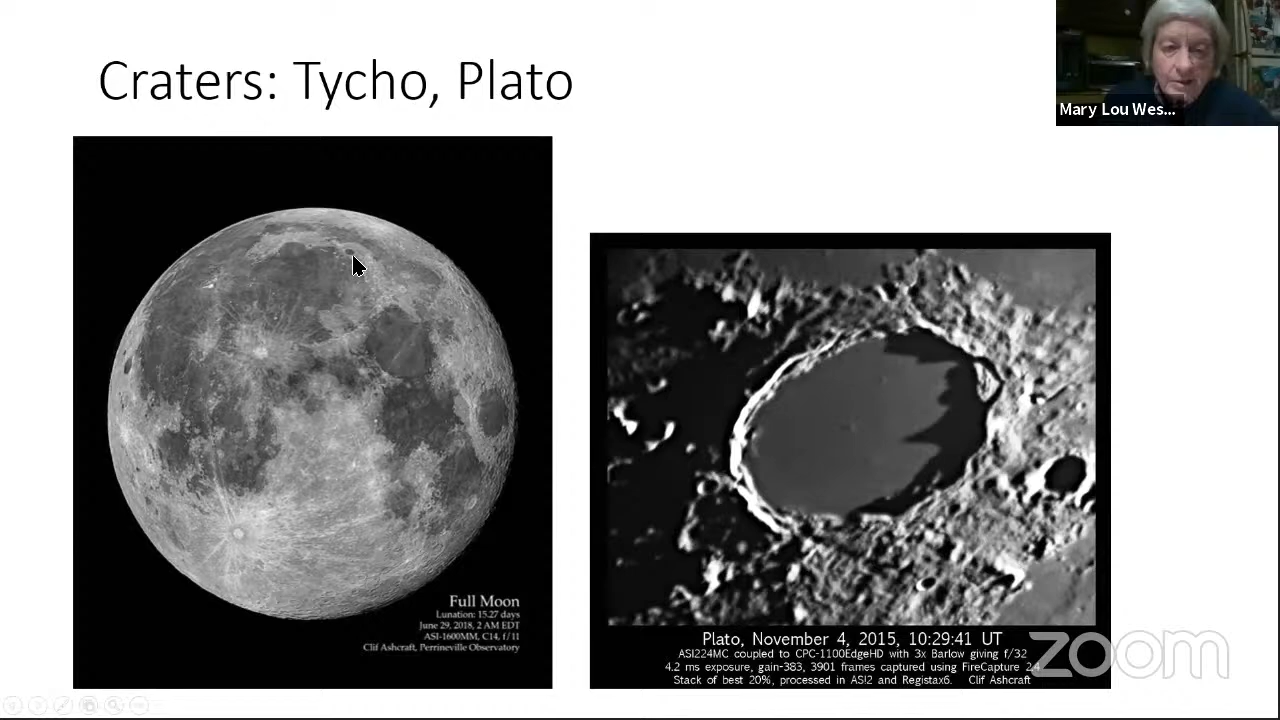 Craters: Tycho, Plato
Mary Lou Wes...
Full Moon
Lunation: 15.27 days
June 29, 2018, 2 AM EDT
ASI-1600MM, C14, f/11
Clif Ashcraft, Perrineville Observatory
Plato, November 4, 2015, 10:29:41 UT
ASI224MC coupled to CPC-1100EdgeHD with 3x Barlow giving f/32
4.2 ms exposure, gain-383, 3901 frames captured using FireCapture 2.4
Stack of best 20%, processed in ASI2 and Registax6. Clif Ashcraft
zoom